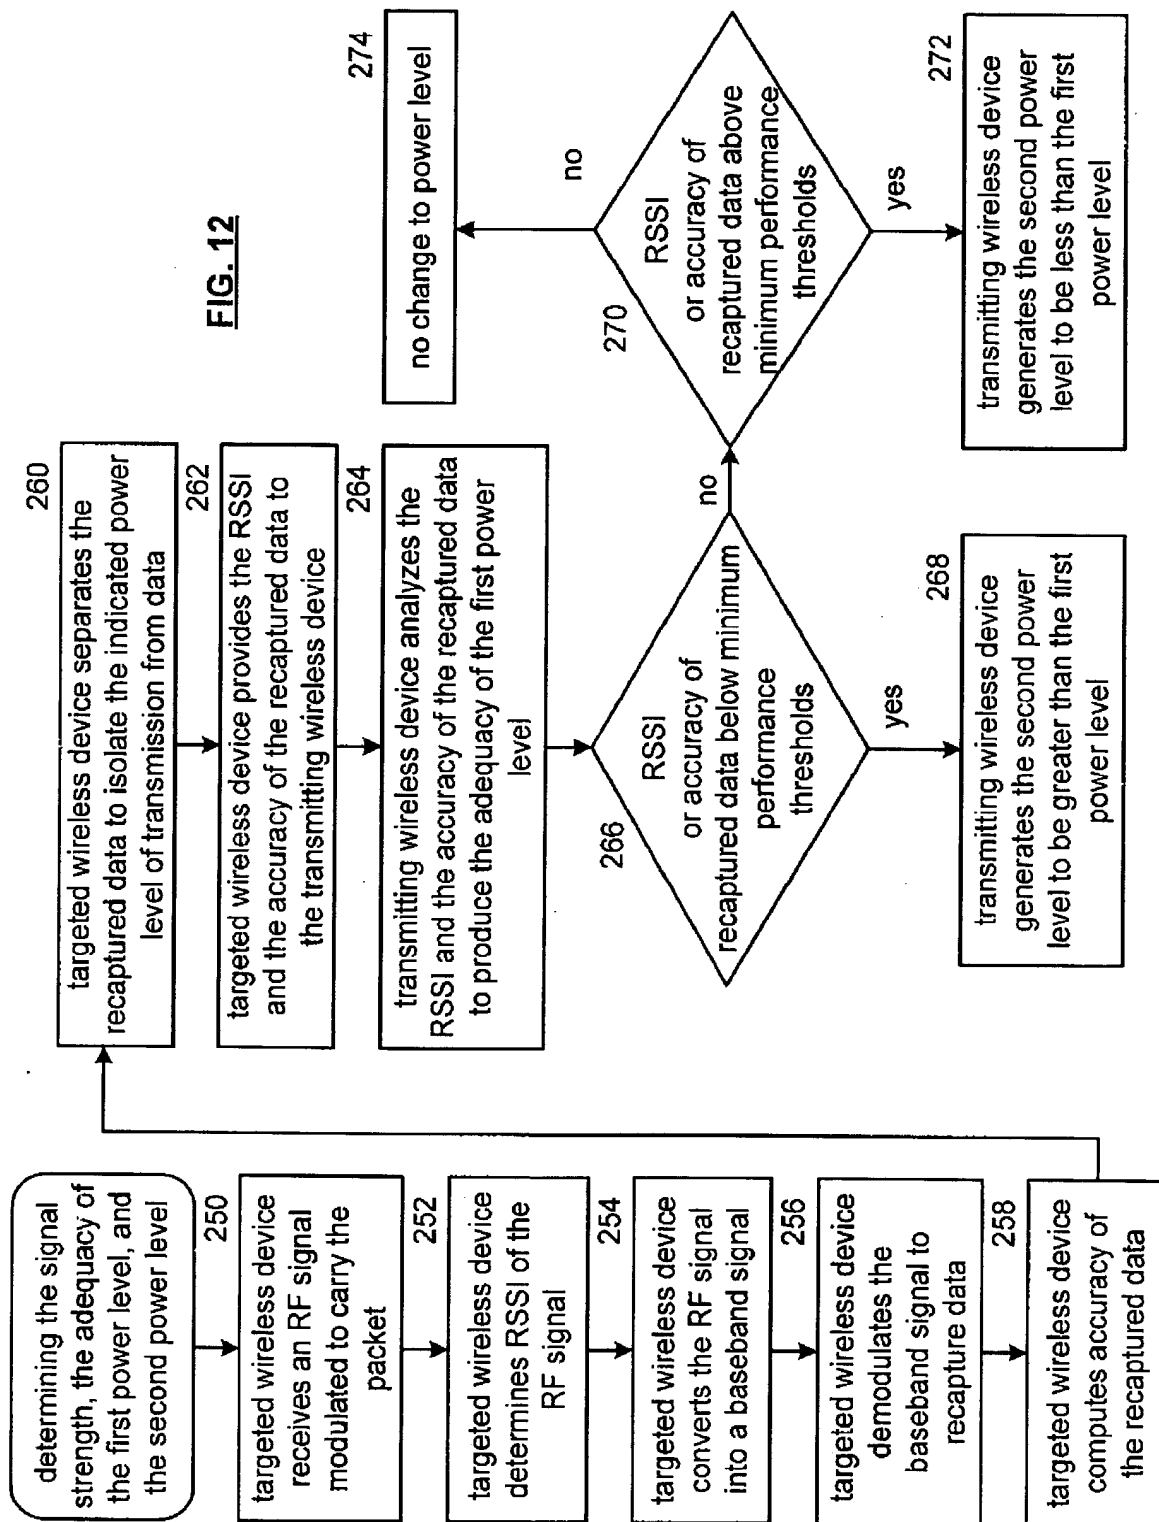 FIG. 12
determining the signal
strength, the adequacy of
the first power level, and
the second power level
250
targeted wireless device
receives an RF signal
modulated to carry the
packet
252
targeted wireless device
determines RSSI of the
RF signal
254
targeted wireless device
converts the RF signal
into a baseband signal
256
targeted wireless device
demodulates the
baseband signal to
recapture data
258
targeted wireless device
computes accuracy of
the recaptured data
260
targeted wireless device separates the
recaptured data to isolate the indicated power
level of transmission from data
262
targeted wireless device provides the RSSI
and the accuracy of the recaptured data to
the transmitting wireless device
264
transmitting wireless device analyzes the
RSSI and the accuracy of the recaptured data
to produce the adequacy of the first power
level
266
RSSI
or accuracy of
recaptured data below minimum
performance
thresholds
yes
no
268
transmitting wireless device
generates the second power
level to be greater than the first
power level
270
RSSI
or accuracy of
recaptured data above
minimum performance
thresholds
yes
no
272
transmitting wireless device
generates the second power
level to be less than the first
power level
274
no change to power level